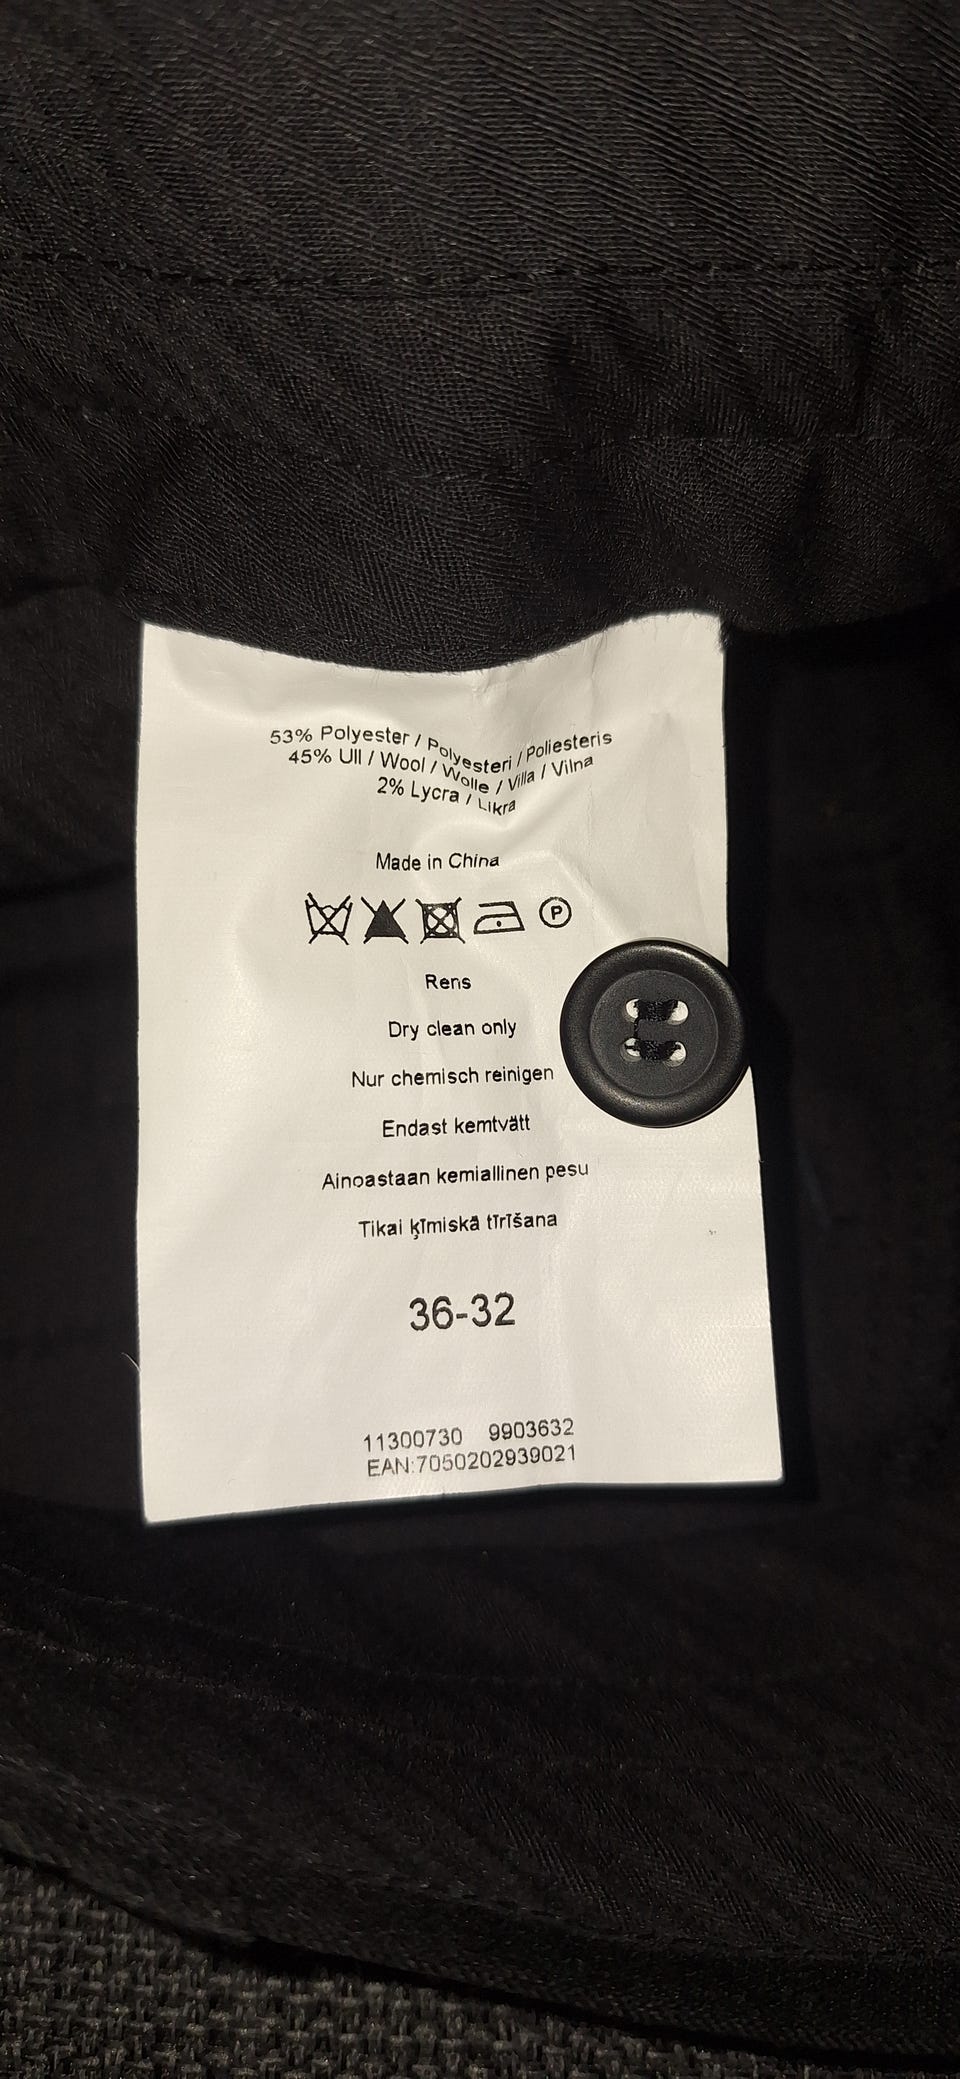 53% Polyester / Polyesteri / Poliesteris
45% Ull / Wool / Wolle / Villa / Vilna
2% Lycra / Likra
Made in China
P
Rens
Dry clean only
Nur chemisch reinigen
Endast kemtvätt
Ainoastaan kemiallinen pesu
Tikai ķīmiskā tīrīšana
36-32
11300730 9903632
EAN:7050202939021